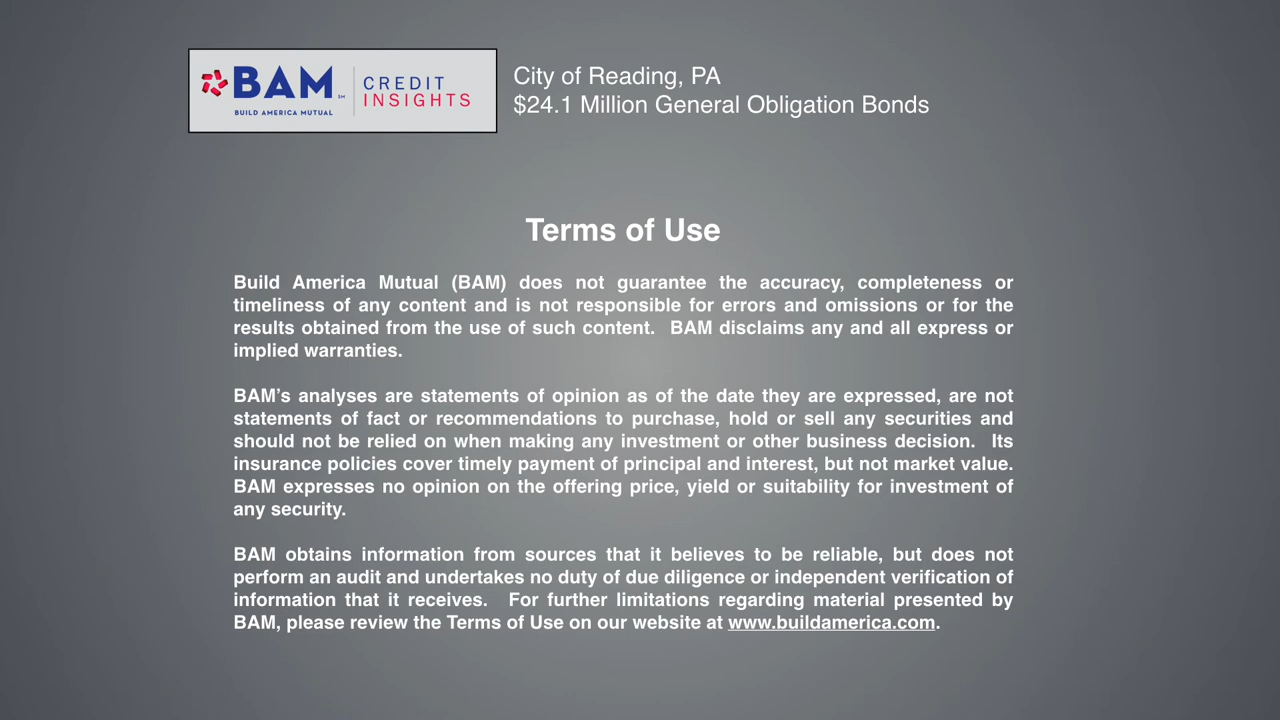 BAM SM
BUILD AMERICA MUTUAL
CREDIT
INSIGHTS
City of Reading, PA
$24.1 Million General Obligation Bonds
Terms of Use
Build America Mutual (BAM) does not guarantee the accuracy, completeness or
timeliness of any content and is not responsible for errors and omissions or for the
results obtained from the use of such content.  BAM disclaims any and all express or
implied warranties.
BAM’s analyses are statements of opinion as of the date they are expressed, are not
statements of fact or recommendations to purchase, hold or sell any securities and
should not be relied on when making any investment or other business decision.  Its
insurance policies cover timely payment of principal and interest, but not market value.
BAM expresses no opinion on the offering price, yield or suitability for investment of
any security.
BAM obtains information from sources that it believes to be reliable, but does not
perform an audit and undertakes no duty of due diligence or independent verification of
information that it receives.  For further limitations regarding material presented by
BAM, please review the Terms of Use on our website at www.buildamerica.com.